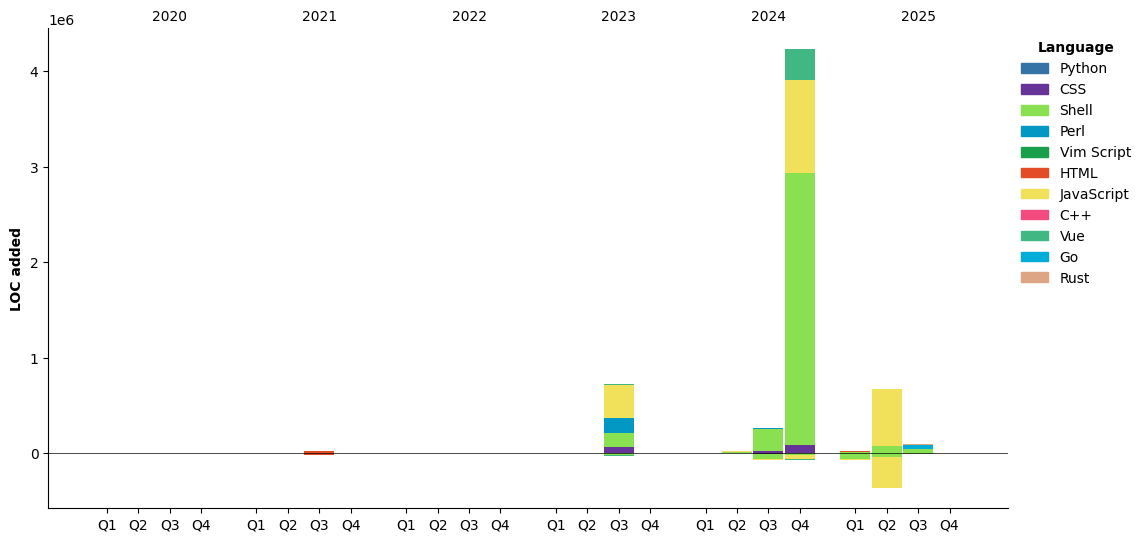 1e6
2020 2021 2022 2023 2024 2025
Language
Python
CSS
Shell
Perl
Vim Script
HTML
JavaScript
C++
Vue
Go
Rust
LOC added
4
3
2
1
0
Q1 Q2 Q3 Q4 Q1 Q2 Q3 Q4 Q1 Q2 Q3 Q4 Q1 Q2 Q3 Q4 Q1 Q2 Q3 Q4 Q1 Q2 Q3 Q4